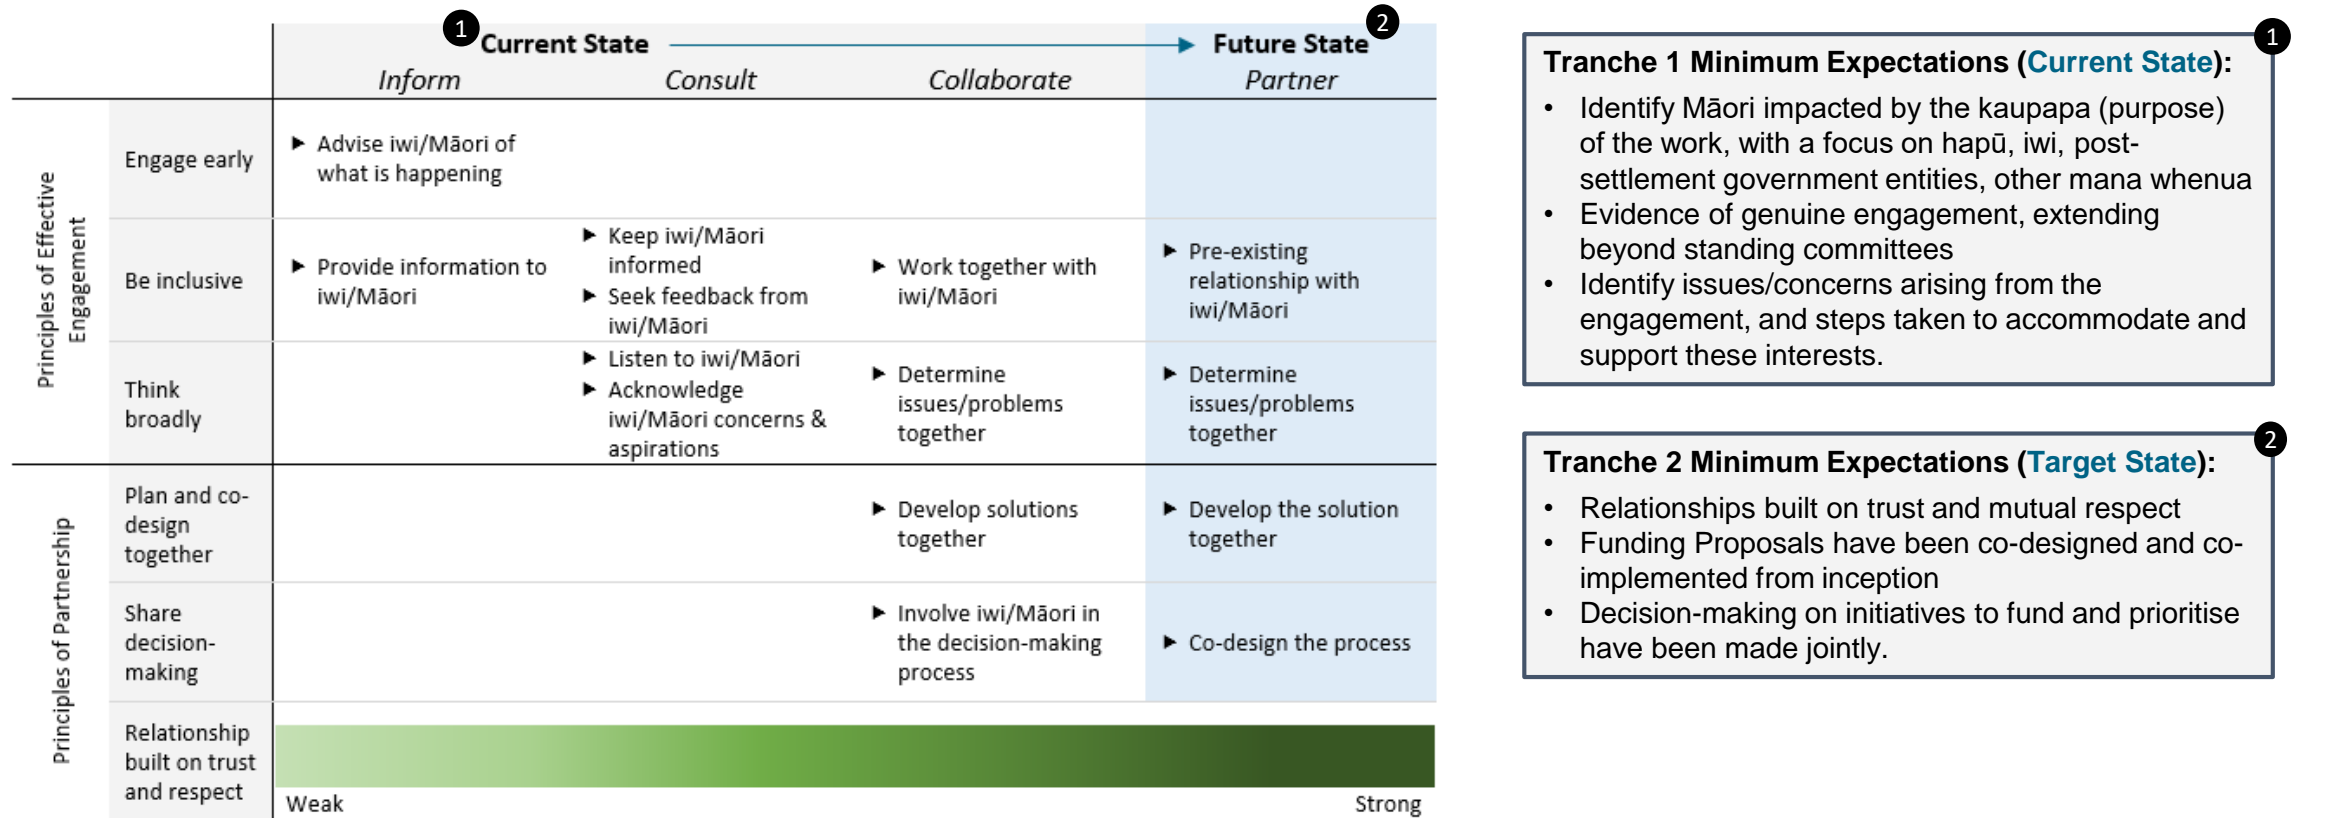 1
2
Current State
Future State
Inform
Consult
Collaborate
Partner
Principles of Effective
Engagement
Engage early
▶ Advise iwi/Māori of
what is happening
Be inclusive
▶ Provide information to
iwi/Māori
▶ Keep iwi/Māori
informed
▶ Seek feedback from
iwi/Māori
▶ Work together with
iwi/Māori
▶ Pre-existing
relationship with
iwi/Māori
Think
broadly
▶ Listen to iwi/Māori
▶ Acknowledge
iwi/Māori concerns &
aspirations
▶ Determine
issues/problems
together
▶ Determine
issues/problems
together
Principles of Partnership
Plan and co-
design
together
▶ Develop solutions
together
▶ Develop the solution
together
Share
decision-
making
▶ Involve iwi/Māori in
the decision-making
process
▶ Co-design the process
Relationship
built on trust
and respect
Weak
Strong
1
Tranche 1 Minimum Expectations (Current State):
• Identify Māori impacted by the kaupapa (purpose)
of the work, with a focus on hapū, iwi, post-
settlement government entities, other mana whenua
• Evidence of genuine engagement, extending
beyond standing committees
• Identify issues/concerns arising from the
engagement, and steps taken to accommodate and
support these interests.
2
Tranche 2 Minimum Expectations (Target State):
• Relationships built on trust and mutual respect
• Funding Proposals have been co-designed and co-
implemented from inception
• Decision-making on initiatives to fund and prioritise
have been made jointly.